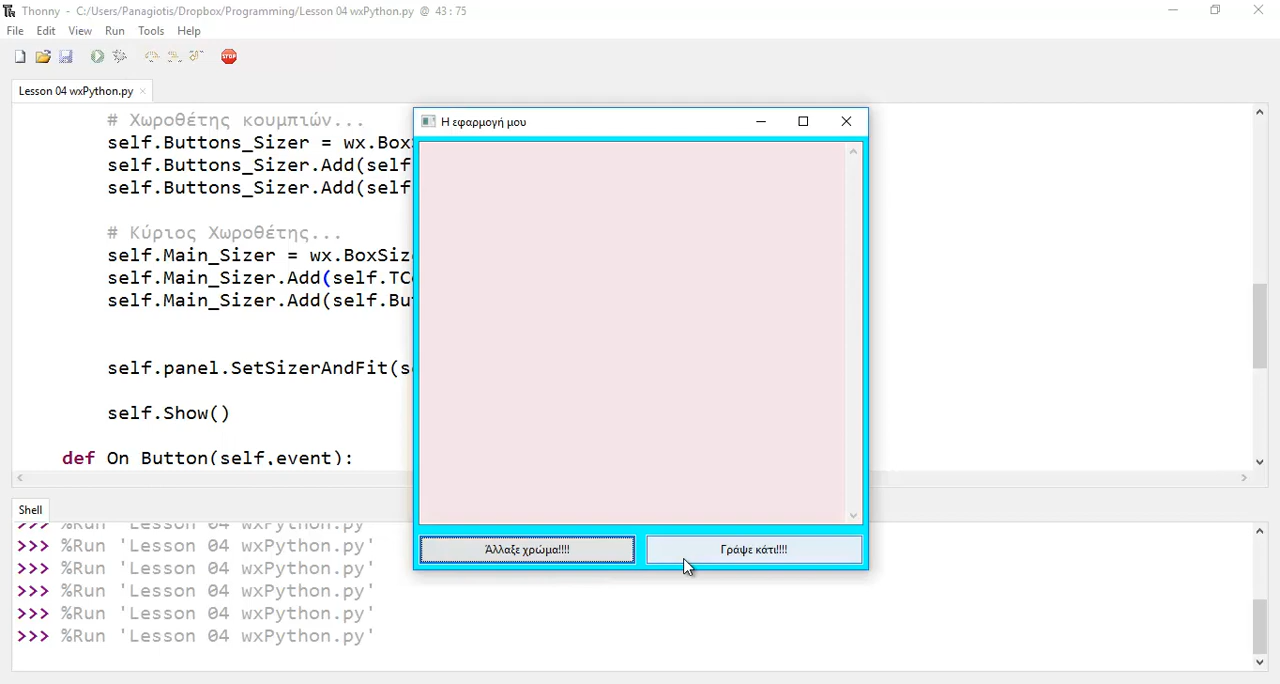 Thonny - C:/Users/Panagiotis/Dropbox/Programming/Lesson 04 wxPython.py @ 43 : 75
File Edit View Run Tools Help
STOP
Lesson 04 wxPython.py
# Χωροθέτης κουμπιών...
self.Buttons_Sizer = wx.Box
self.Buttons_Sizer.Add(self
self.Buttons_Sizer.Add(self
# Κύριος Χωροθέτης...
self.Main_Sizer = wx.BoxSiz
self.Main_Sizer.Add(self.TC
self.Main_Sizer.Add(self.Bu
self.panel.SetSizerAndFit(s
self.Show()
def On Button(self,event):
Η εφαρμογή μου
Άλλαξε χρώμα!!!!
Γράψε κάτι!!!!
Shell
>>> %Run 'Lesson 04 wxPython.py'
>>> %Run 'Lesson 04 wxPython.py'
>>> %Run 'Lesson 04 wxPython.py'
>>> %Run 'Lesson 04 wxPython.py'
>>> %Run 'Lesson 04 wxPython.py'
>>> %Run 'Lesson 04 wxPython.py'